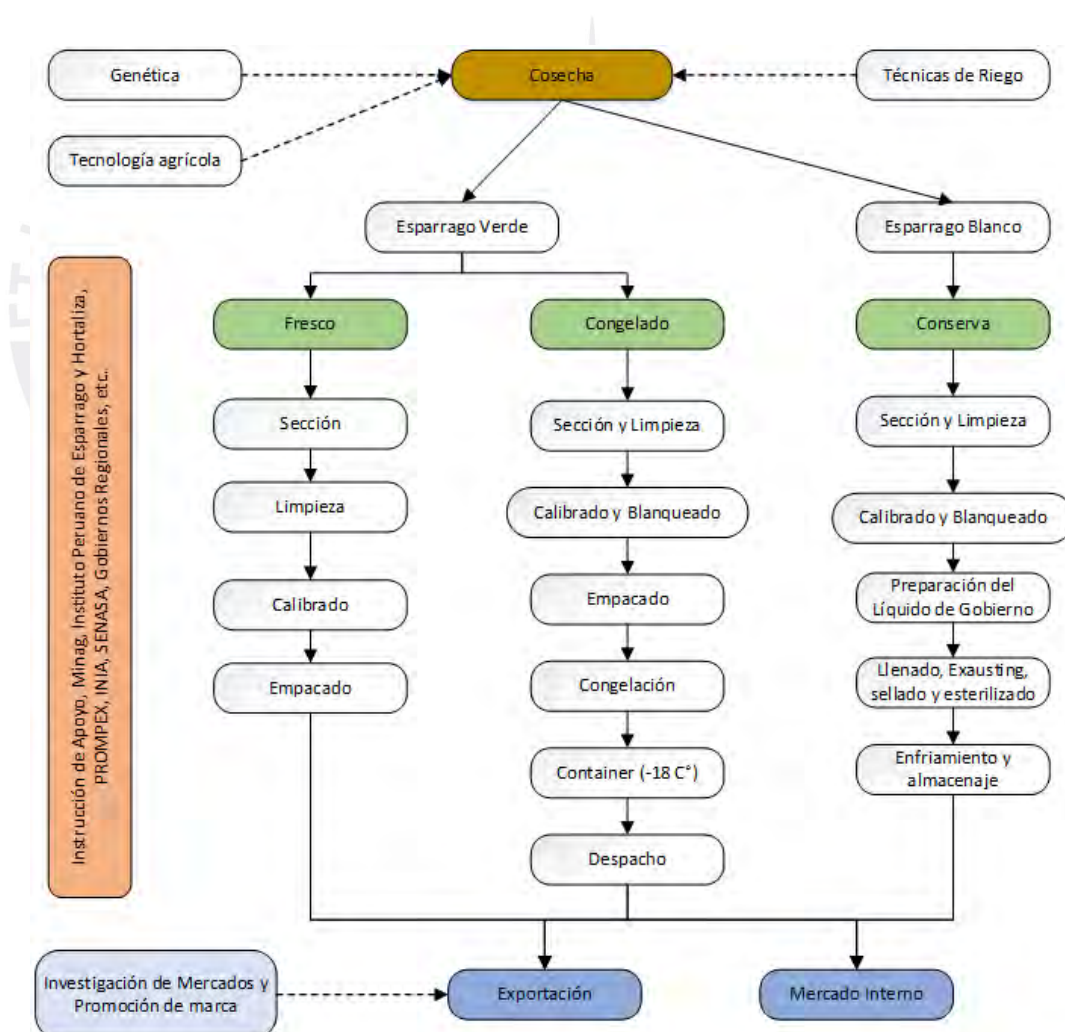 Genética
Cosecha
Técnicas de Riego
Tecnología agrícola
Esparrago Verde
Esparrago Blanco
Instrucción de Apoyo, Minag, Instituto Peruano de Esparrago y Hortaliza,
PROMPEX, INIA, SENASA, Gobiernos Regionales, etc.
Fresco
Congelado
Conserva
Sección
Limpieza
Calibrado
Empacado
Sección y Limpieza
Calibrado y Blanqueado
Empacado
Congelación
Container (-18 C°)
Despacho
Sección y Limpieza
Calibrado y Blanqueado
Preparación del
Líquido de Gobierno
Llenado, Exausting,
sellado y esterilizado
Enfriamiento y
almacenaje
Investigación de Mercados y
Promoción de marca
Exportación
Mercado Interno